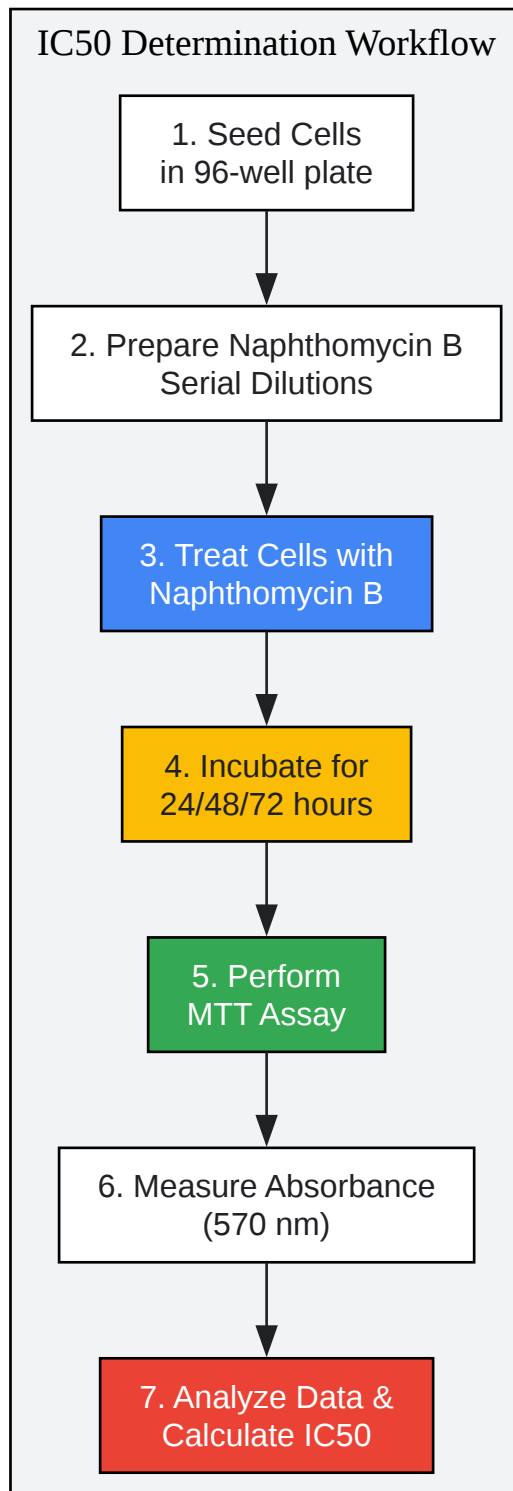 IC50 Determination Workflow
1. Seed Cells
in 96-well plate
2. Prepare Naphthomycin B
Serial Dilutions
3. Treat Cells with
Naphthomycin B
4. Incubate for
24/48/72 hours
5. Perform
MTT Assay
6. Measure Absorbance
(570 nm)
7. Analyze Data &
Calculate IC50